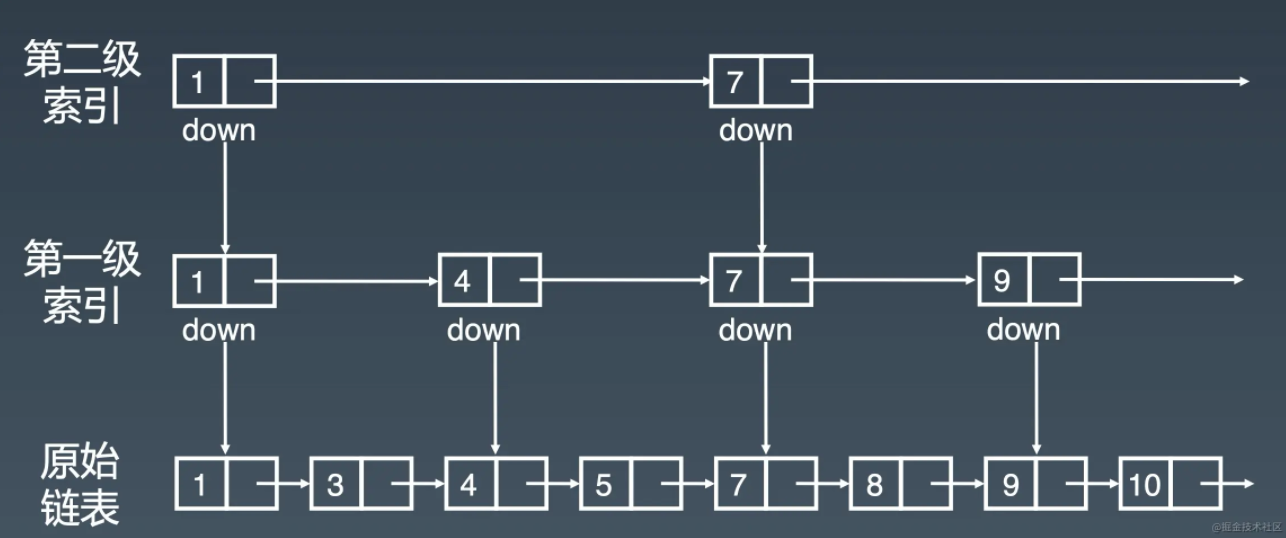 第二级
索引
1 7
down down
第一级
索引
1 4 7 9
down down down down
原始
链表
1 3 4 5 7 8 9 10
@掘金技术社区